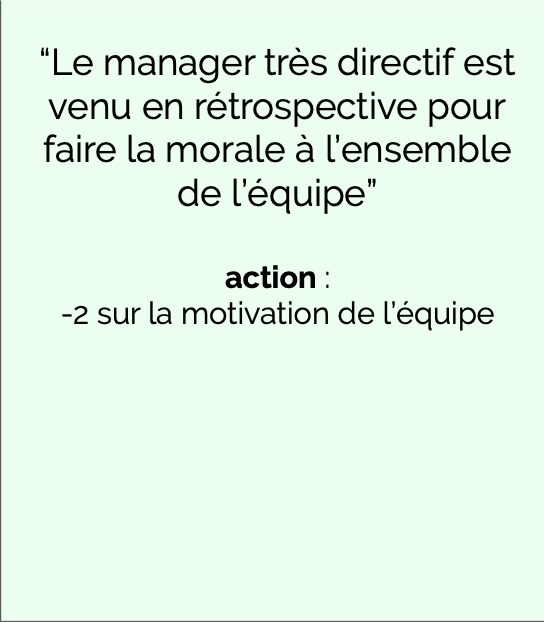 “Le manager très directif est
venu en rétrospective pour
faire la morale à l’ensemble
de l’équipe”
action :
-2 sur la motivation de l’équipe